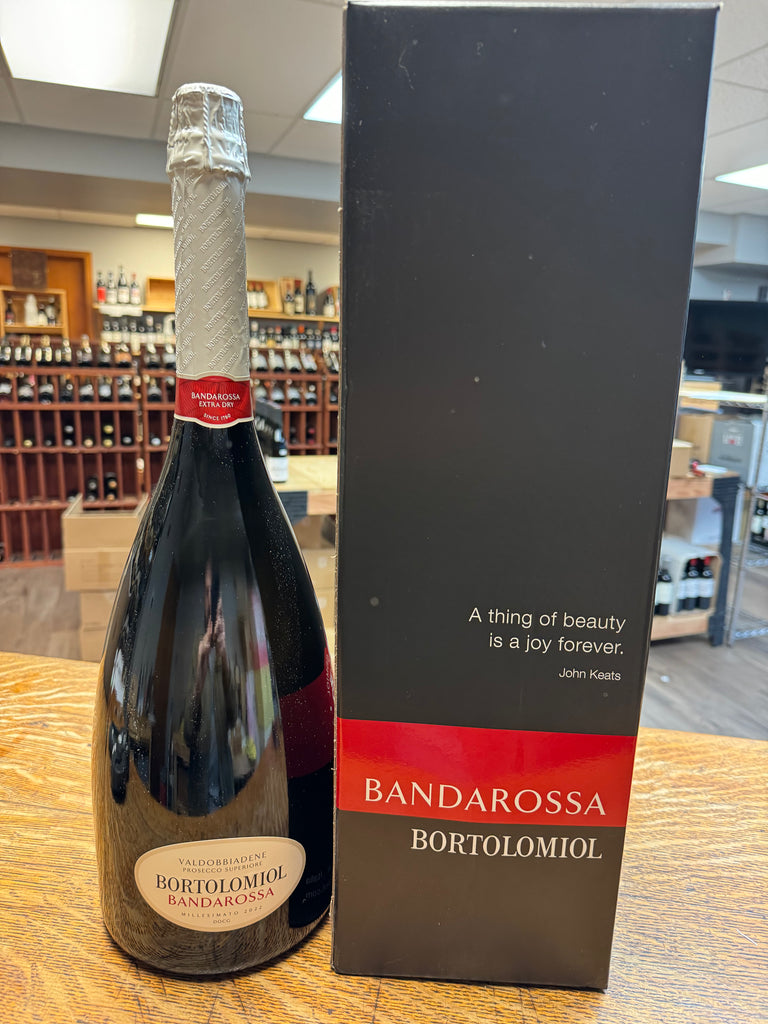 BORTOLOMIOL
BANDAROSSA
EXTRA DRY
SINCE 1760
VALDOBBIADENE
PROSECCO SUPERIORE
BORTOLOMIOL
BANDAROSSA
MILLESIMATO 2022
DOCG
A thing of beauty
is a joy forever.
John Keats
BANDAROSSA
BORTOLOMIOL